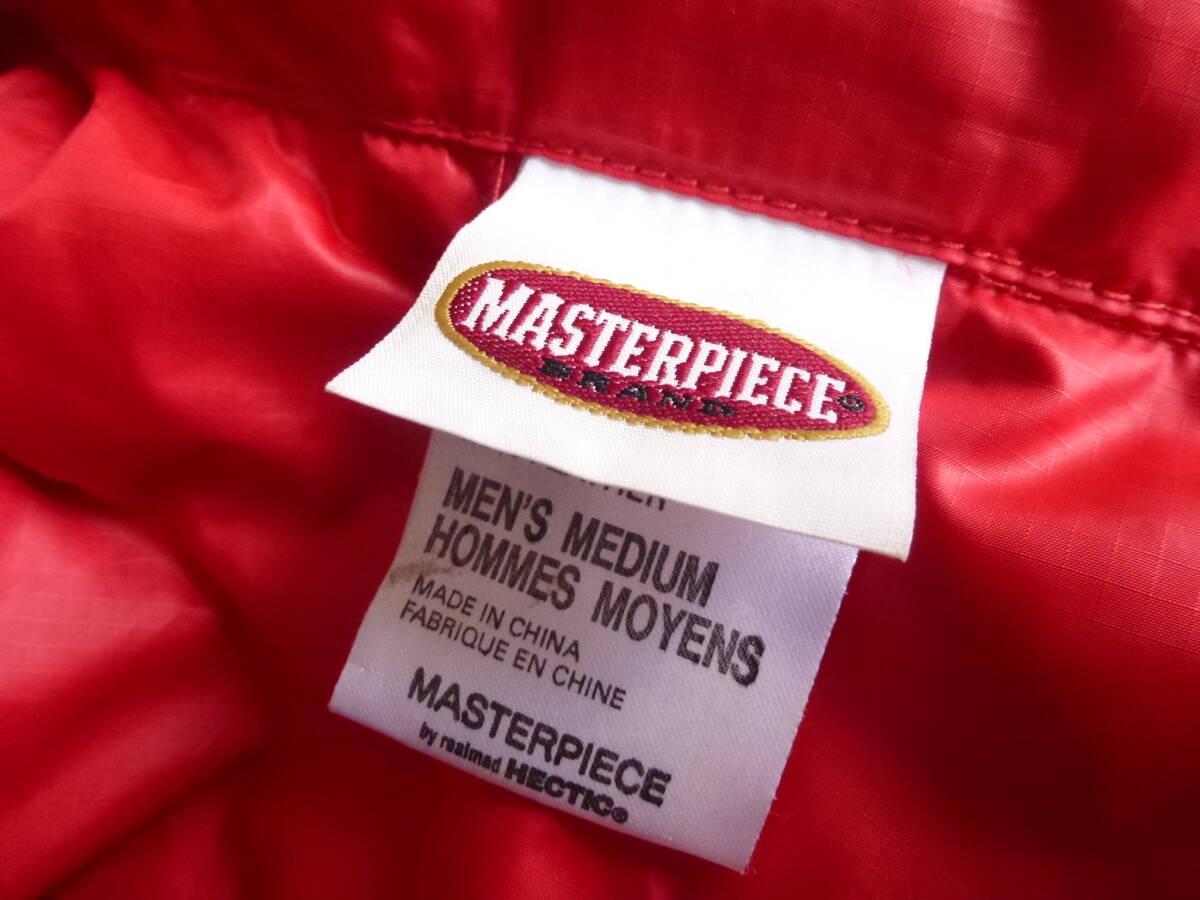 MASTERPIECE®
BRAND
MEN'S MEDIUM
HOMMES MOYENS
MADE IN CHINA
FABRIQUE EN CHINE
MASTERPIECE
by realmad HECTIC®